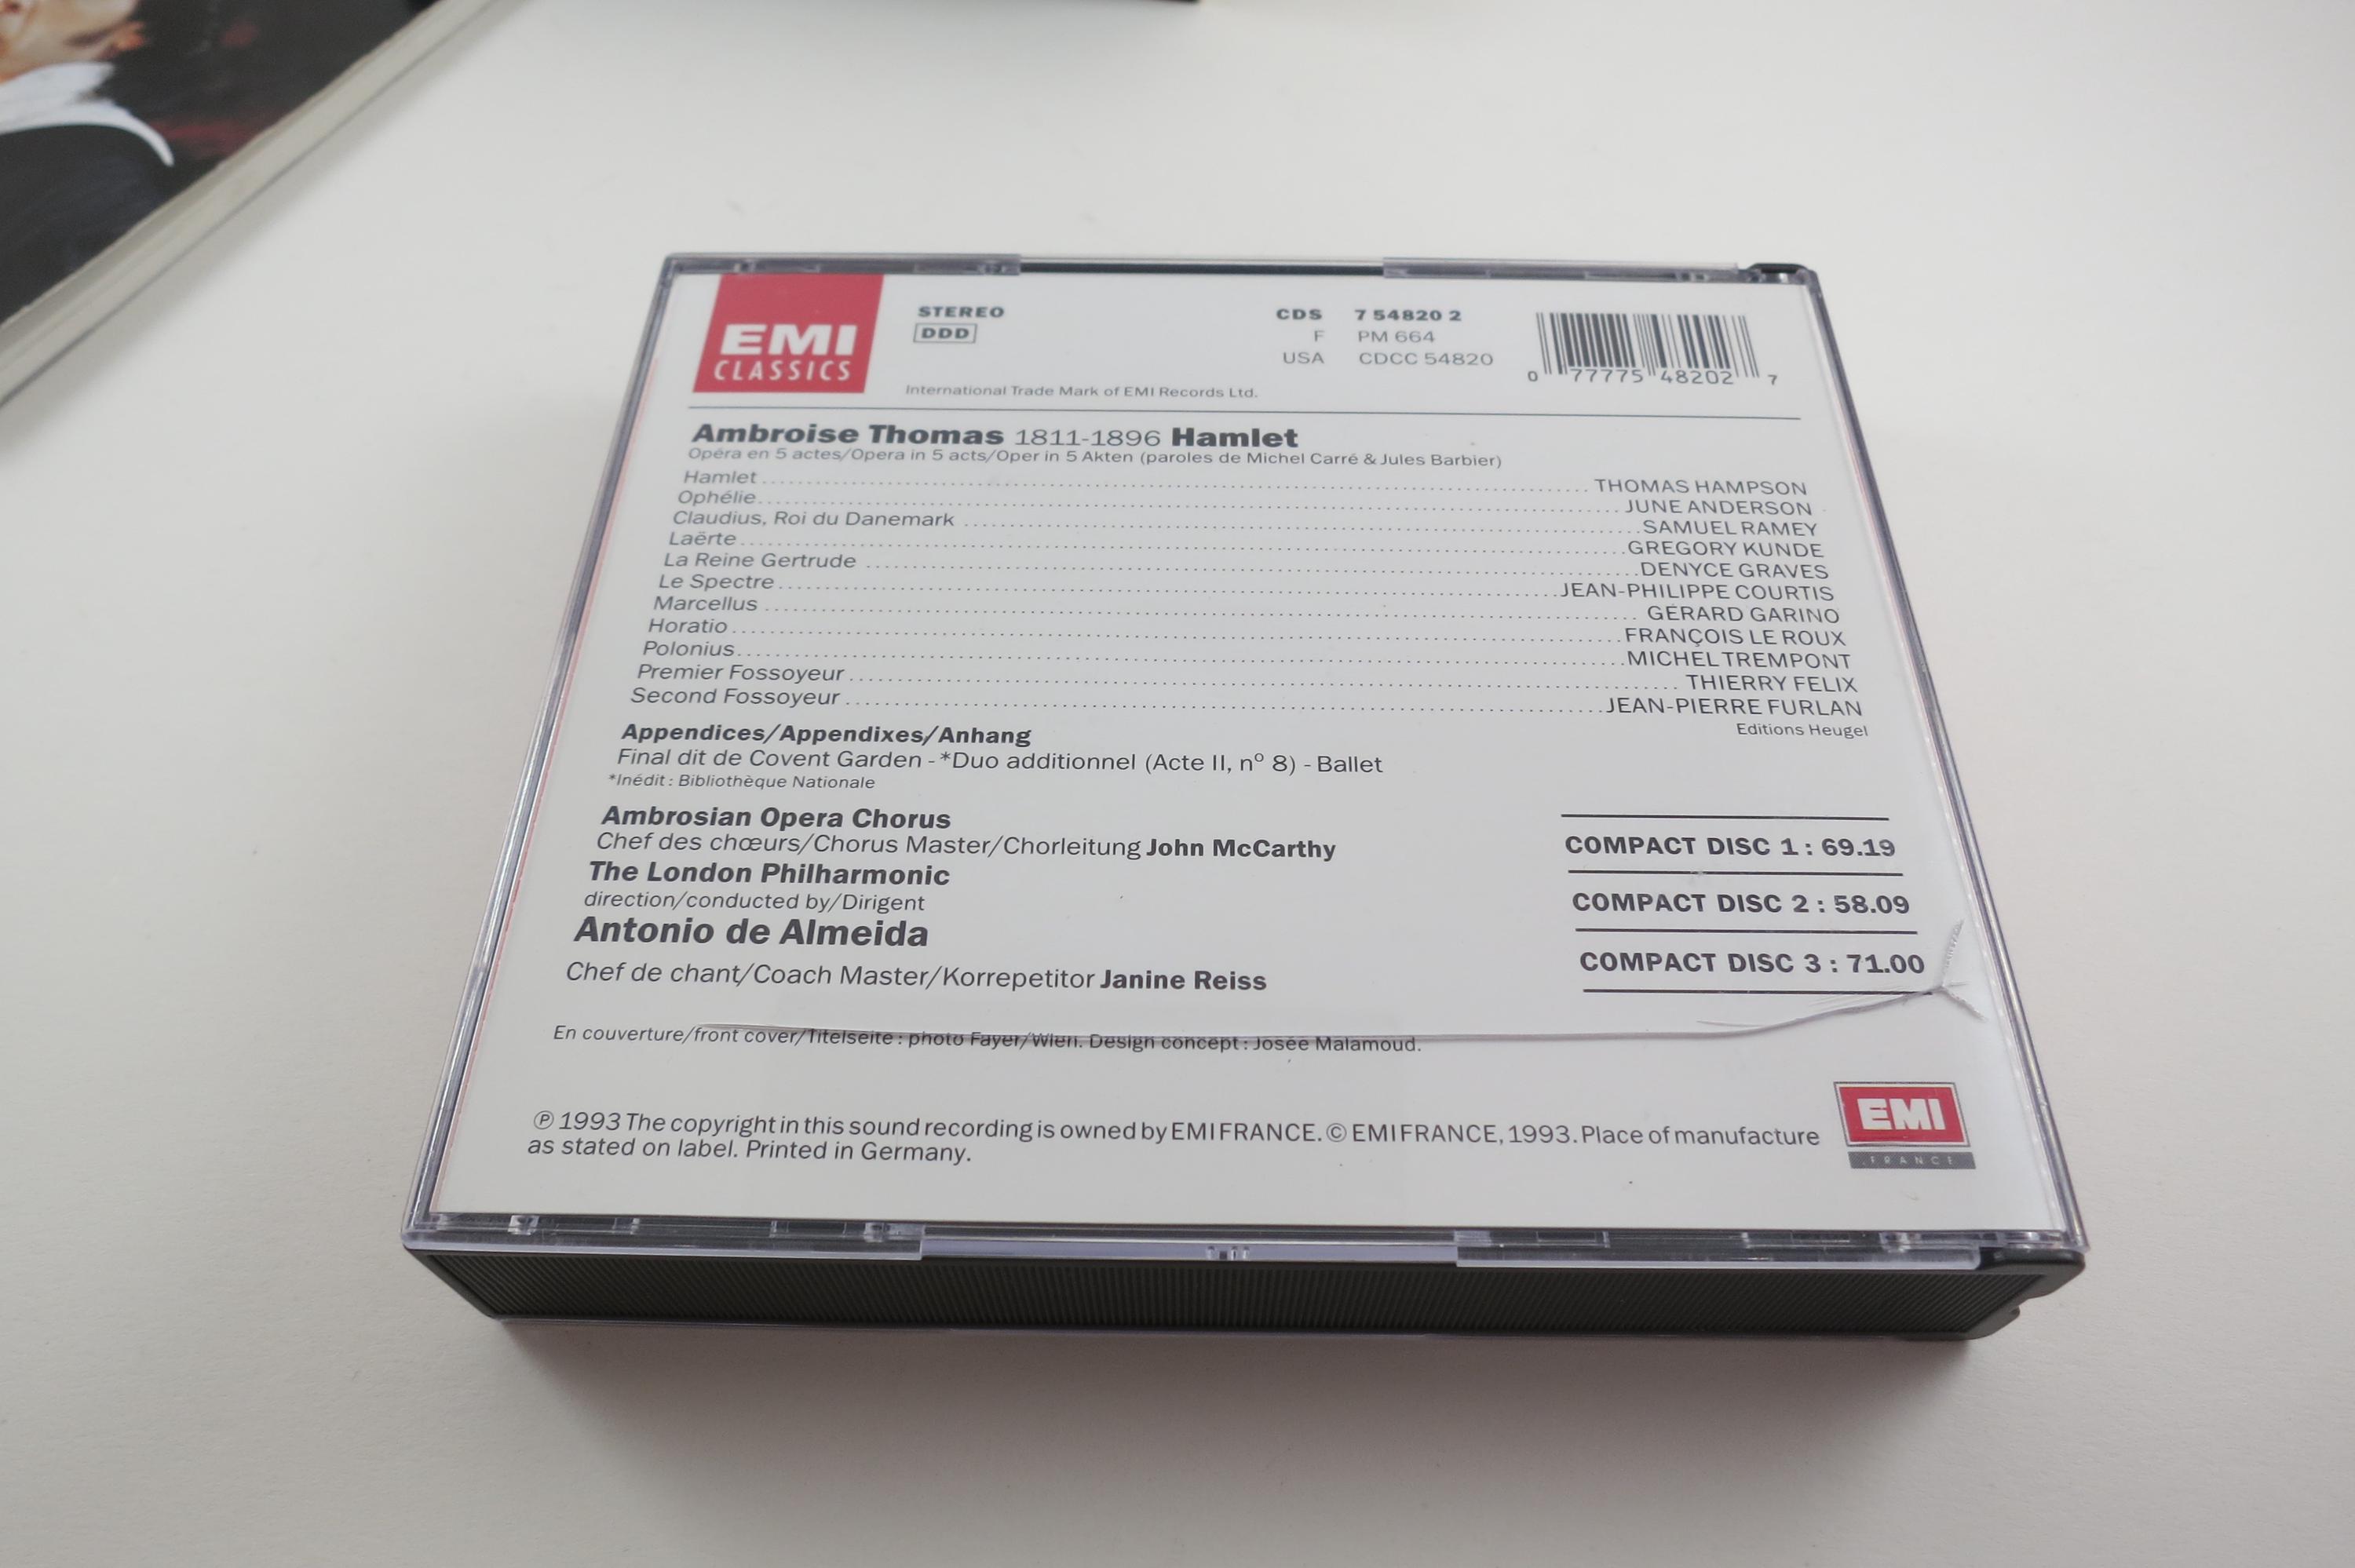 EMI
CLASSICS
STEREO
DDD
International Trade Mark of EMI Records Ltd.
CDS 7 54820 2
F PM 664
USA CDCC 54820
0 77775 48202 7
Ambroise Thomas 1811-1896 Hamlet
Opéra en 5 actes/Opera in 5 acts/Oper in 5 Akten (paroles de Michel Carré & Jules Barbier)
Hamlet THOMAS HAMPSON
Ophélie JUNE ANDERSON
Claudius, Roi du Danemark SAMUEL RAMEY
Laërte GREGORY KUNDE
La Reine Gertrude DENYCE GRAVES
Le Spectre JEAN-PHILIPPE COURTIS
Marcellus GÉRARD GARINO
Horatio FRANÇOIS LE ROUX
Polonius MICHEL TREMPONT
Premier Fossoyeur THIERRY FELIX
Second Fossoyeur JEAN-PIERRE FURLAN
Editions Heugel
Appendices/Appendixes/Anhang
Final dit de Covent Garden - *Duo additionnel (Acte II, nº 8) - Ballet
*Inédit : Bibliothèque Nationale
Ambrosian Opera Chorus
Chef des chœurs/Chorus Master/Chorleitung John McCarthy
The London Philharmonic
direction/conducted by/Dirigent
Antonio de Almeida
Chef de chant/Coach Master/Korrepetitor Janine Reiss
COMPACT DISC 1 : 69.19
COMPACT DISC 2 : 58.09
COMPACT DISC 3 : 71.00
En couverture/front cover/Titelseite : photo Fayer/Wien. Design concept : Josée Malamoud.
℗ 1993 The copyright in this sound recording is owned by EMI FRANCE. © EMI FRANCE, 1993. Place of manufacture
as stated on label. Printed in Germany.
EMI
FRANCE